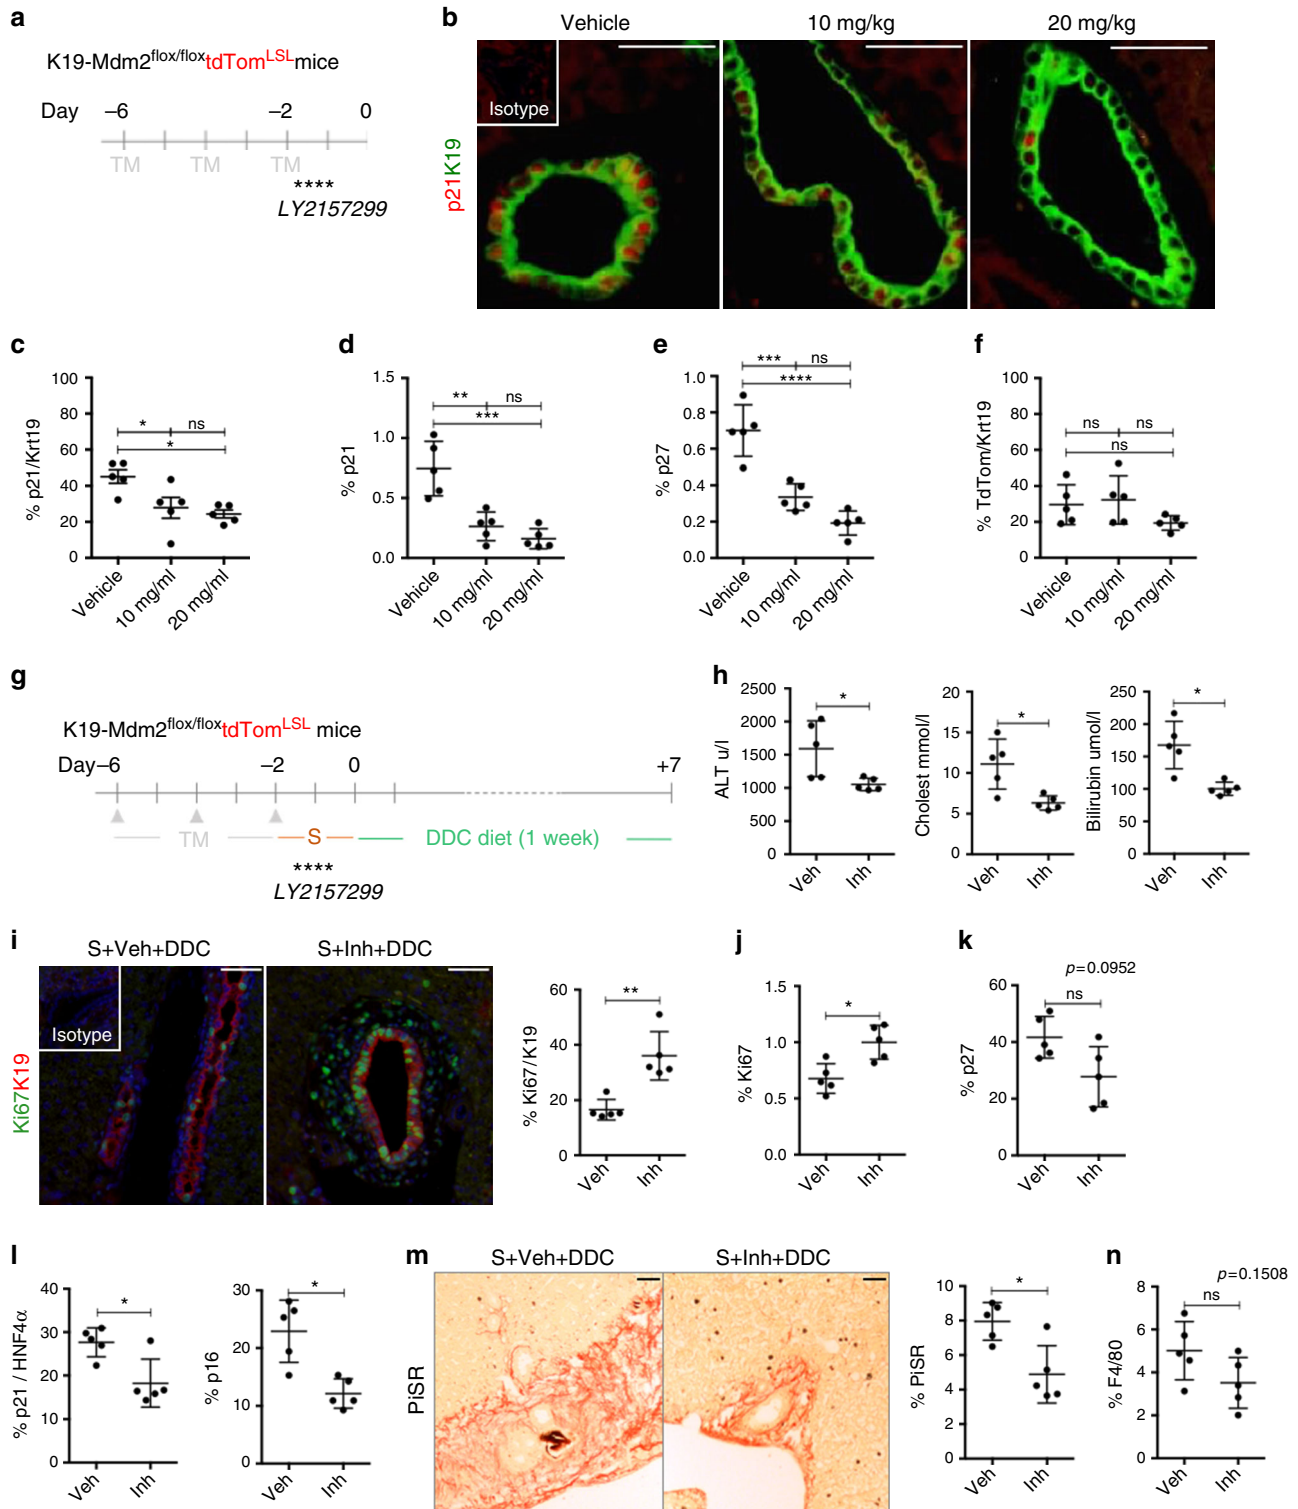 a
K19-Mdm2flox/floxtdTomLSLmice
Day –6 –2 0
TM TM TM
****
LY2157299
b
Vehicle 10 mg/kg 20 mg/kg
Isotype
p21K19
c
% p21/Krt19
100
80
60
40
20
0
* ns
*
Vehicle 10 mg/ml 20 mg/ml
d
% p21
1.5
1.0
0.5
0.0
** ns
***
Vehicle 10 mg/ml 20 mg/ml
e
% p27
1.0
0.8
0.6
0.4
0.2
0.0
*** ns
****
Vehicle 10 mg/ml 20 mg/ml
f
% TdTom/Krt19
100
80
60
40
20
0
ns ns
ns
Vehicle 10 mg/ml 20 mg/ml
g
K19-Mdm2flox/floxtdTomLSL mice
Day–6 –2 0 +7
TM S DDC diet (1 week)
****
LY2157299
h
ALT u/l
2500
2000
1500
1000
500
0
*
Veh Inh
Cholest mmol/l
20
15
10
5
0
*
Veh Inh
Bilirubin umol/l
250
200
150
100
50
0
*
Veh Inh
i
S+Veh+DDC S+Inh+DDC
Isotype
Ki67K19
% Ki67/K19
60
40
20
0
**
Veh Inh
j
% Ki67
1.5
1.0
0.5
0.0
*
Veh Inh
k
p=0.0952
% p27
60
40
20
0
ns
Veh Inh
l
% p21 / HNF4α
40
30
20
10
0
*
Veh Inh
% p16
30
20
10
0
*
Veh Inh
m
S+Veh+DDC S+Inh+DDC
PiSR
% PiSR
10
8
6
4
2
0
*
Veh Inh
n
p=0.1508
% F4/80
8
6
4
2
0
ns
Veh Inh